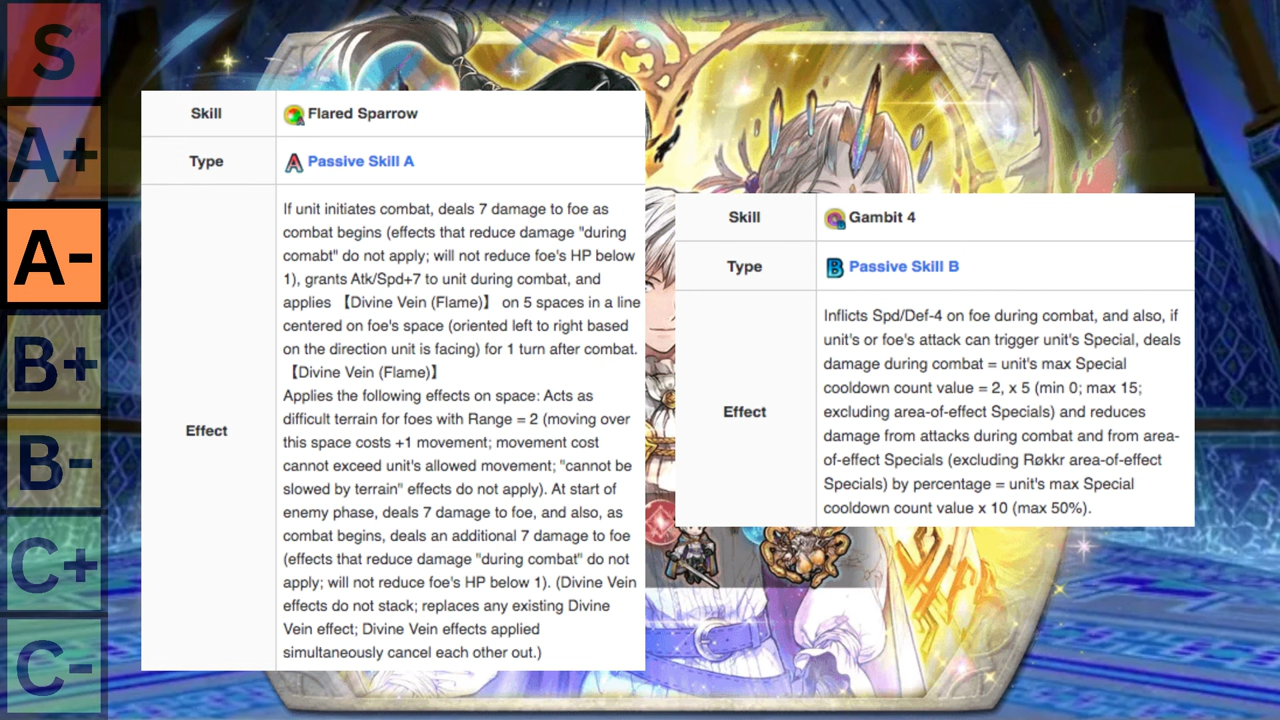 S
A+
A-
B+
B-
C+
C-
Skill
Flared Sparrow
Type
Passive Skill A
Effect
If unit initiates combat, deals 7 damage to foe as
combat begins (effects that reduce damage "during
comabt" do not apply; will not reduce foe's HP below
1), grants Atk/Spd+7 to unit during combat, and
applies 【Divine Vein (Flame)】 on 5 spaces in a line
centered on foe's space (oriented left to right based
on the direction unit is facing) for 1 turn after combat.
【Divine Vein (Flame)】
Applies the following effects on space: Acts as
difficult terrain for foes with Range = 2 (moving over
this space costs +1 movement; movement cost
cannot exceed unit's allowed movement; "cannot be
slowed by terrain" effects do not apply). At start of
enemy phase, deals 7 damage to foe, and also, as
combat begins, deals an additional 7 damage to foe
(effects that reduce damage "during combat" do not
apply; will not reduce foe's HP below 1). (Divine Vein
effects do not stack; replaces any existing Divine
Vein effect; Divine Vein effects applied
simultaneously cancel each other out.)
Skill
Gambit 4
Type
Passive Skill B
Effect
Inflicts Spd/Def-4 on foe during combat, and also, if
unit's or foe's attack can trigger unit's Special, deals
damage during combat = unit's max Special
cooldown count value = 2, x 5 (min 0; max 15;
excluding area-of-effect Specials) and reduces
damage from attacks during combat and from area-
of-effect Specials (excluding Røkkr area-of-effect
Specials) by percentage = unit's max Special
cooldown count value x 10 (max 50%).